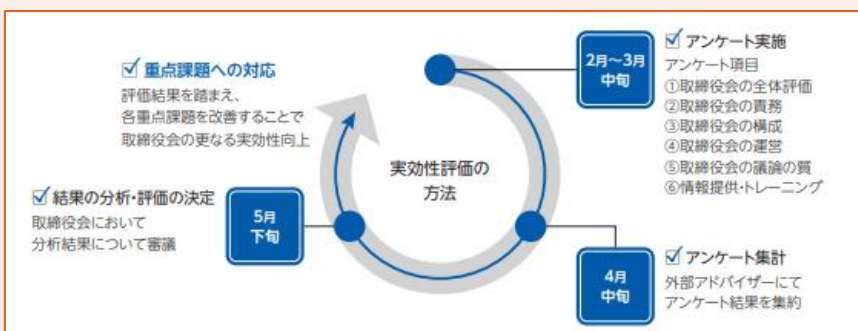 2月～3月
中旬
アンケート実施
アンケート項目
①取締役会の全体評価
②取締役会の責務
③取締役会の構成
④取締役会の運営
⑤取締役会の議論の質
⑥情報提供・トレーニング
4月
中旬
アンケート集計
外部アドバイザーにて
アンケート結果を集約
5月
下旬
結果の分析・評価の決定
取締役会において
分析結果について審議
重点課題への対応
評価結果を踏まえ、
各重点課題を改善することで
取締役会の更なる実効性向上
実効性評価の
方法